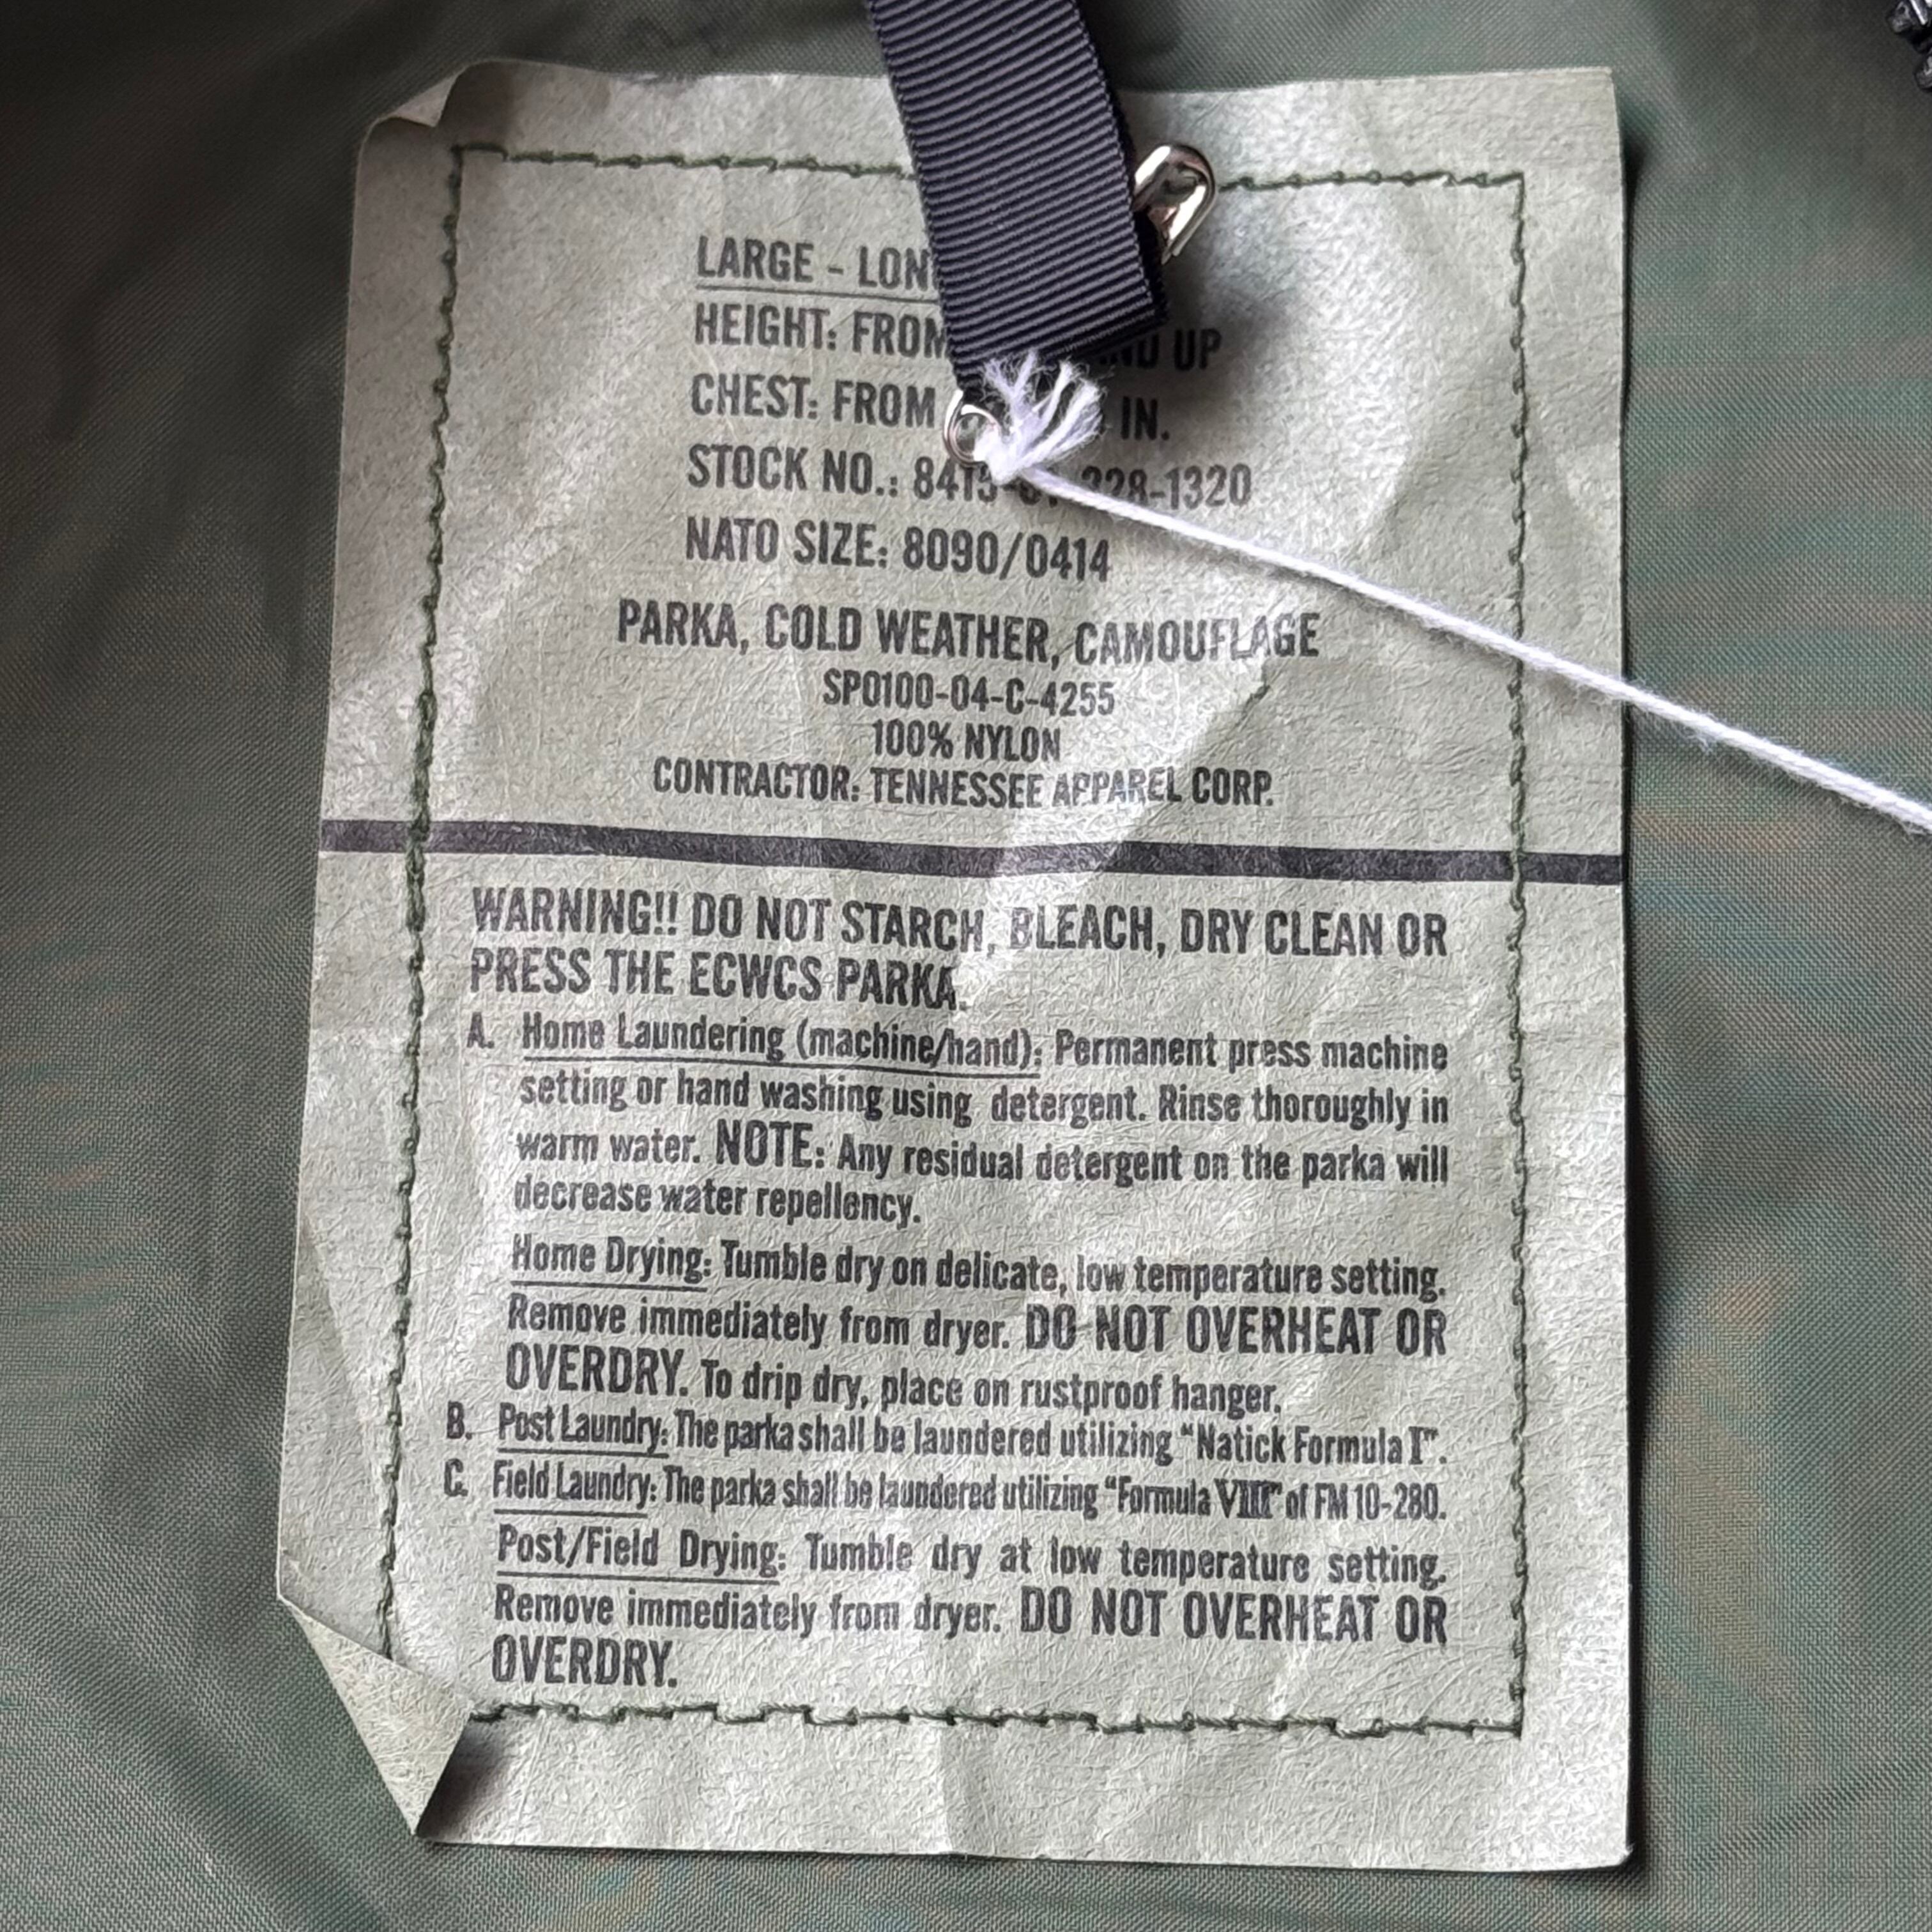 LARGE - LON
HEIGHT: FROM UP
CHEST: FROM IN.
STOCK NO.: 8415- 228-1320
NATO SIZE: 8090/0414
PARKA, COLD WEATHER, CAMOUFLAGE
SP0100-04-C-4255
100% NYLON
CONTRACTOR: TENNESSEE APPAREL CORP.
WARNING!! DO NOT STARCH, BLEACH, DRY CLEAN OR
PRESS THE ECWCS PARKA.
A. Home Laundering (machine/hand): Permanent press machine
setting or hand washing using detergent. Rinse thoroughly in
warm water. NOTE: Any residual detergent on the parka will
decrease water repellency.
Home Drying: Tumble dry on delicate, low temperature setting.
Remove immediately from dryer. DO NOT OVERHEAT OR
OVERDRY. To drip dry, place on rustproof hanger.
B. Post Laundry: The parka shall be laundered utilizing "Natick Formula I".
C. Field Laundry: The parka shall be laundered utilizing "Formula VIII" of FM 10-280.
Post/Field Drying: Tumble dry at low temperature setting.
Remove immediately from dryer. DO NOT OVERHEAT OR
OVERDRY.